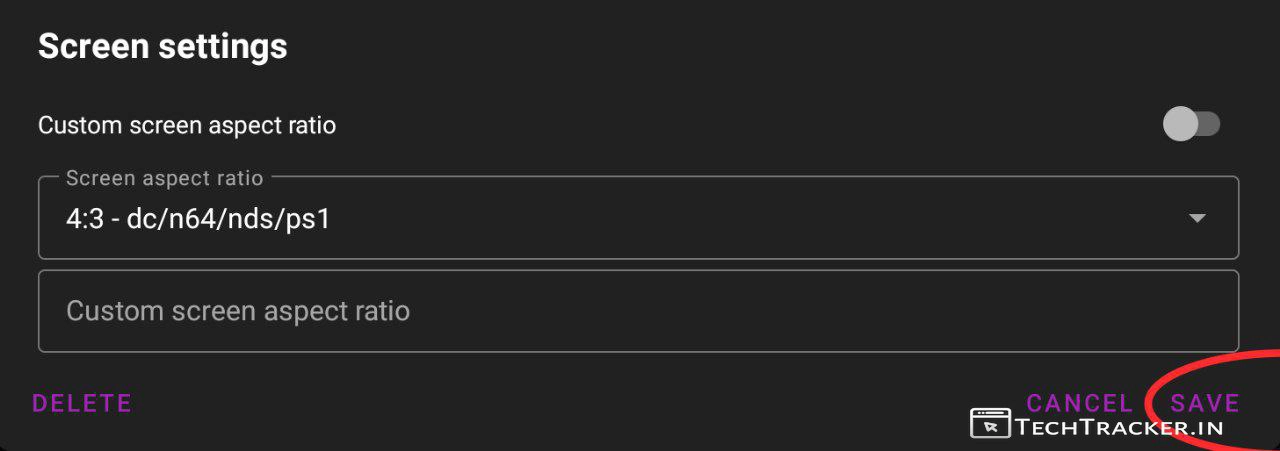 Screen settings
Custom screen aspect ratio
Screen aspect ratio
4:3 - dc/n64/nds/ps1
Custom screen aspect ratio
DELETE
CANCEL
SAVE
TECHTRACKER.IN